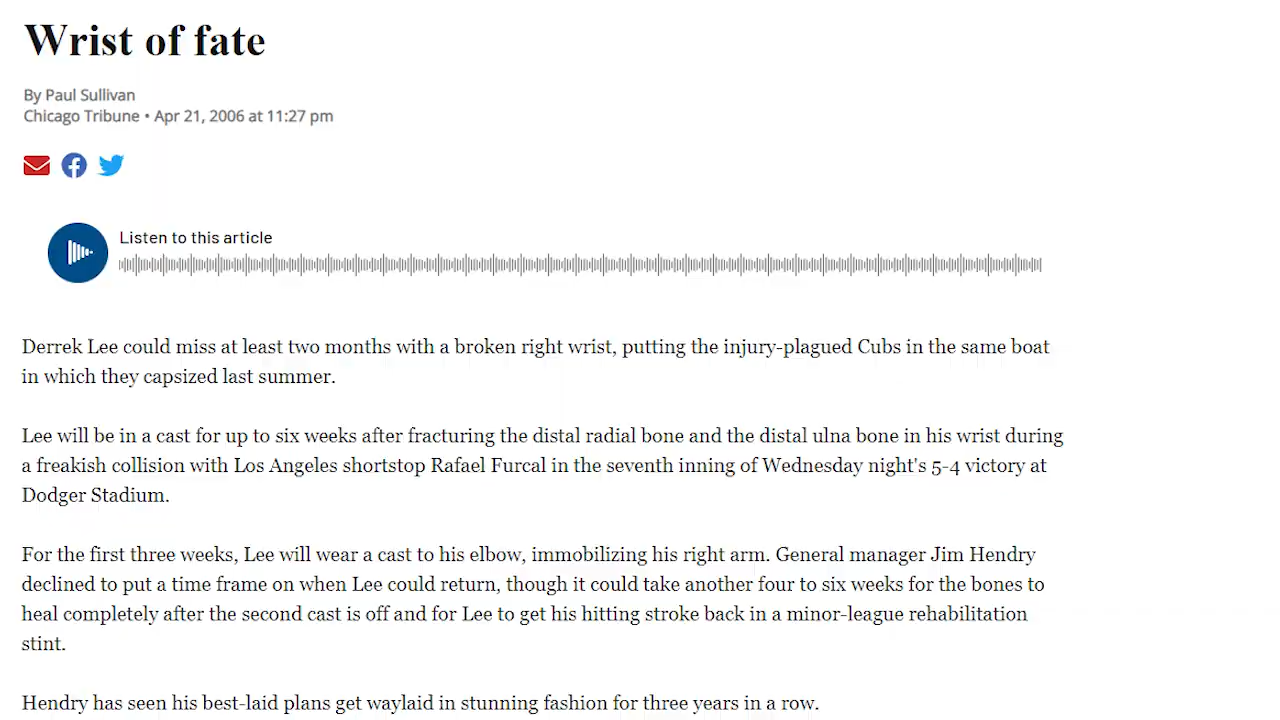 Wrist of fate
By Paul Sullivan
Chicago Tribune • Apr 21, 2006 at 11:27 pm
Listen to this article
Derrek Lee could miss at least two months with a broken right wrist, putting the injury-plagued Cubs in the same boat
in which they capsized last summer.
Lee will be in a cast for up to six weeks after fracturing the distal radial bone and the distal ulna bone in his wrist during
a freakish collision with Los Angeles shortstop Rafael Furcal in the seventh inning of Wednesday night's 5-4 victory at
Dodger Stadium.
For the first three weeks, Lee will wear a cast to his elbow, immobilizing his right arm. General manager Jim Hendry
declined to put a time frame on when Lee could return, though it could take another four to six weeks for the bones to
heal completely after the second cast is off and for Lee to get his hitting stroke back in a minor-league rehabilitation
stint.
Hendry has seen his best-laid plans get waylaid in stunning fashion for three years in a row.